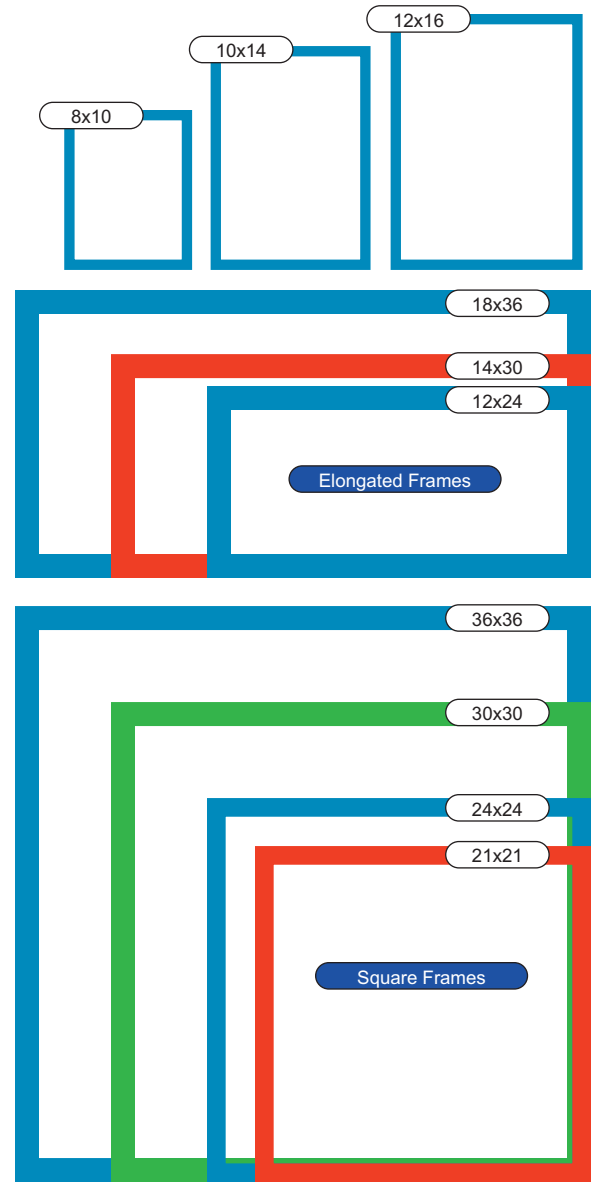 12x16
10x14
8x10
18x36
14x30
12x24
Elongated Frames
36x36
30x30
24x24
21x21
Square Frames